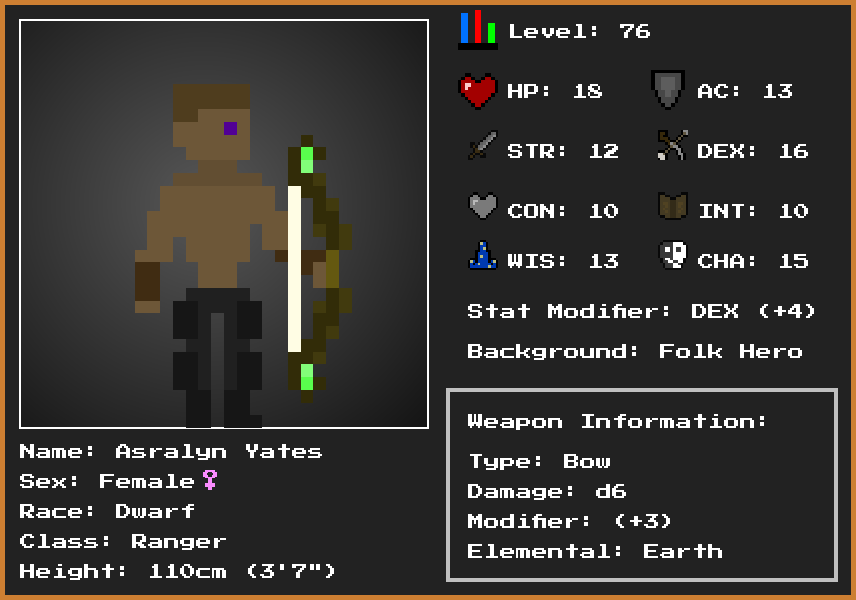 Level: 76
HP: 18
AC: 13
STR: 12
DEX: 16
CON: 10
INT: 10
WIS: 13
CHA: 15
Stat Modifier: DEX (+4)
Background: Folk Hero
Weapon Information:
Type: Bow
Damage: d6
Modifier: (+3)
Elemental: Earth
Name: Asralyn Yates
Sex: Female♀
Race: Dwarf
Class: Ranger
Height: 110cm (3'7")